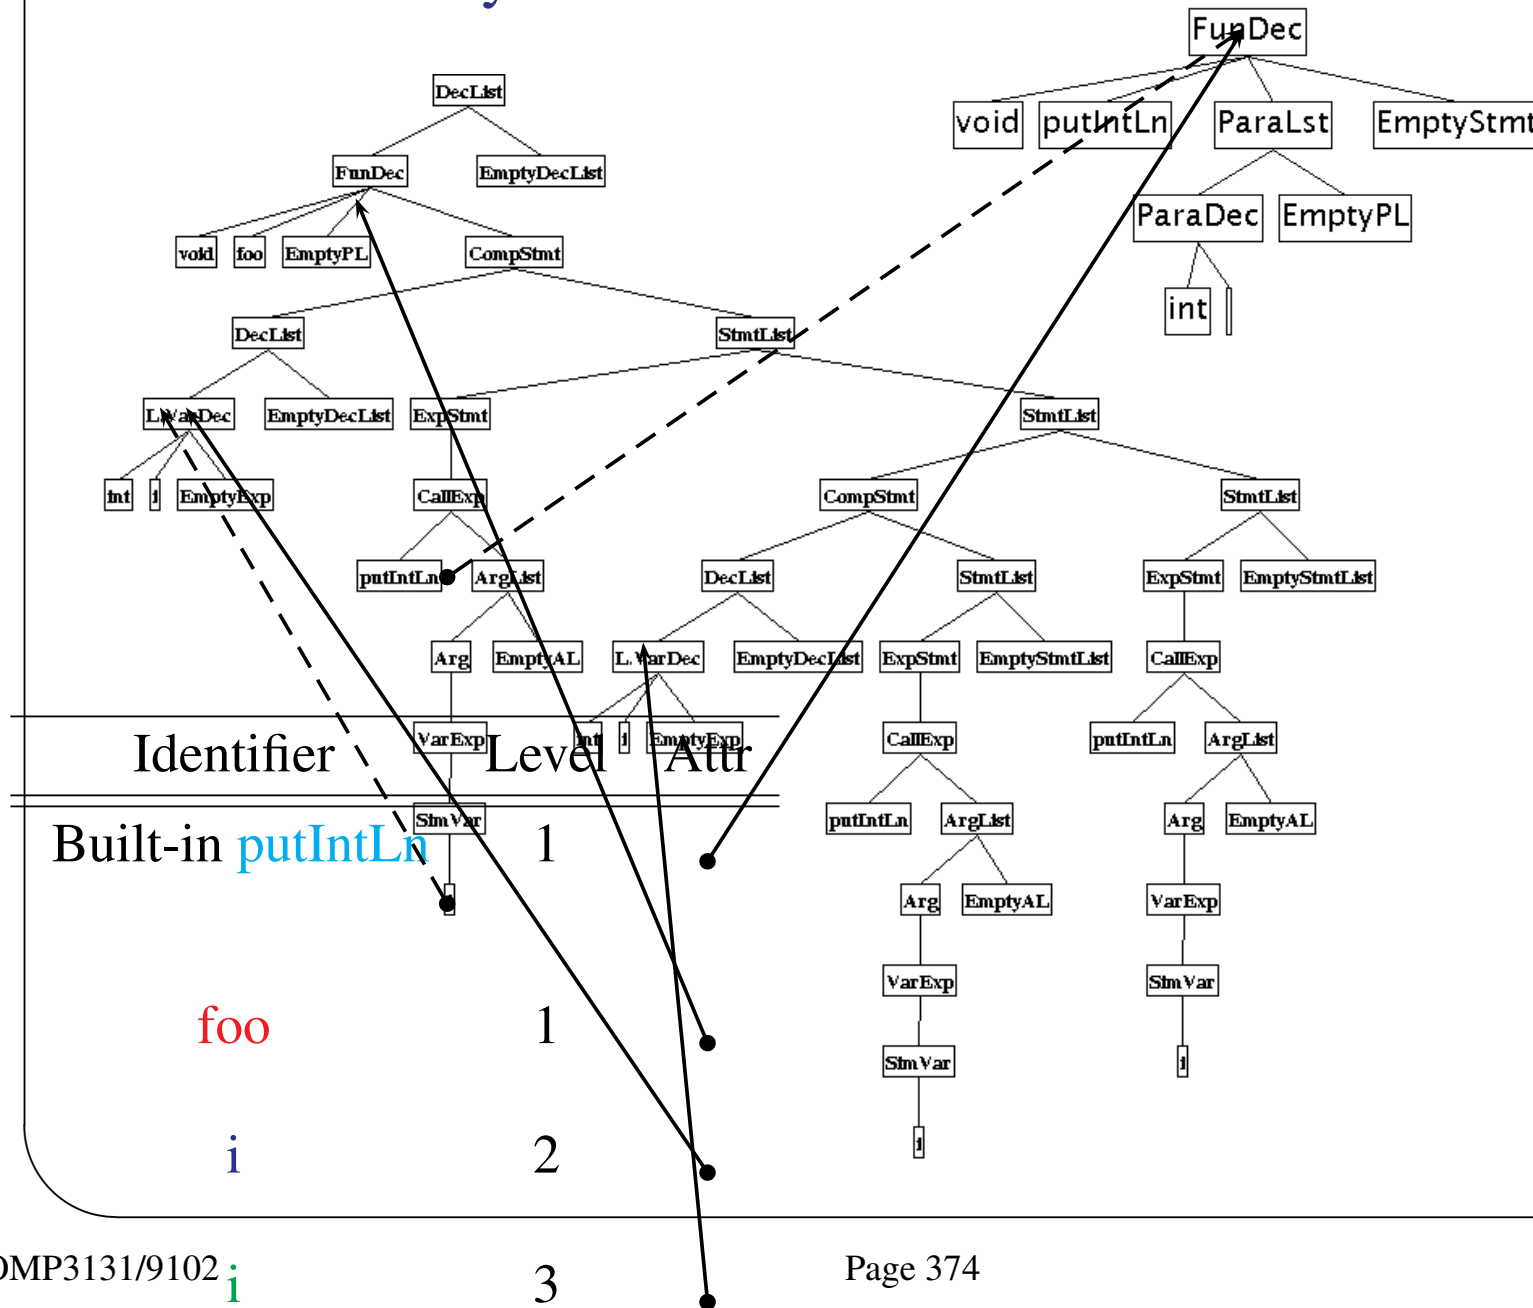 FunDec
DecList
void putIntLn ParaLst EmptyStmt
FunDec EmptyDecList
ParaDec EmptyPL
void foo EmptyPL CompStmt
int
DecList StmtList
L.VarDec EmptyDecList ExpStmt StmtList
int i EmptyExp CallExp CompStmt StmtList
putIntLn ArgList DecList StmtList ExpStmt EmptyStmtList
Arg EmptyAL L.VarDec EmptyDecList ExpStmt EmptyStmtList CallExp
VarExp int i EmptyExp CallExp putIntLn ArgList
Identifier Level Attr
SimVar putIntLn ArgList Arg EmptyAL
Built-in putIntLn 1
Arg EmptyAL VarExp
VarExp SimVar
foo 1
SimVar i
i
i 2
OMP3131/9102 Page 374
i 3